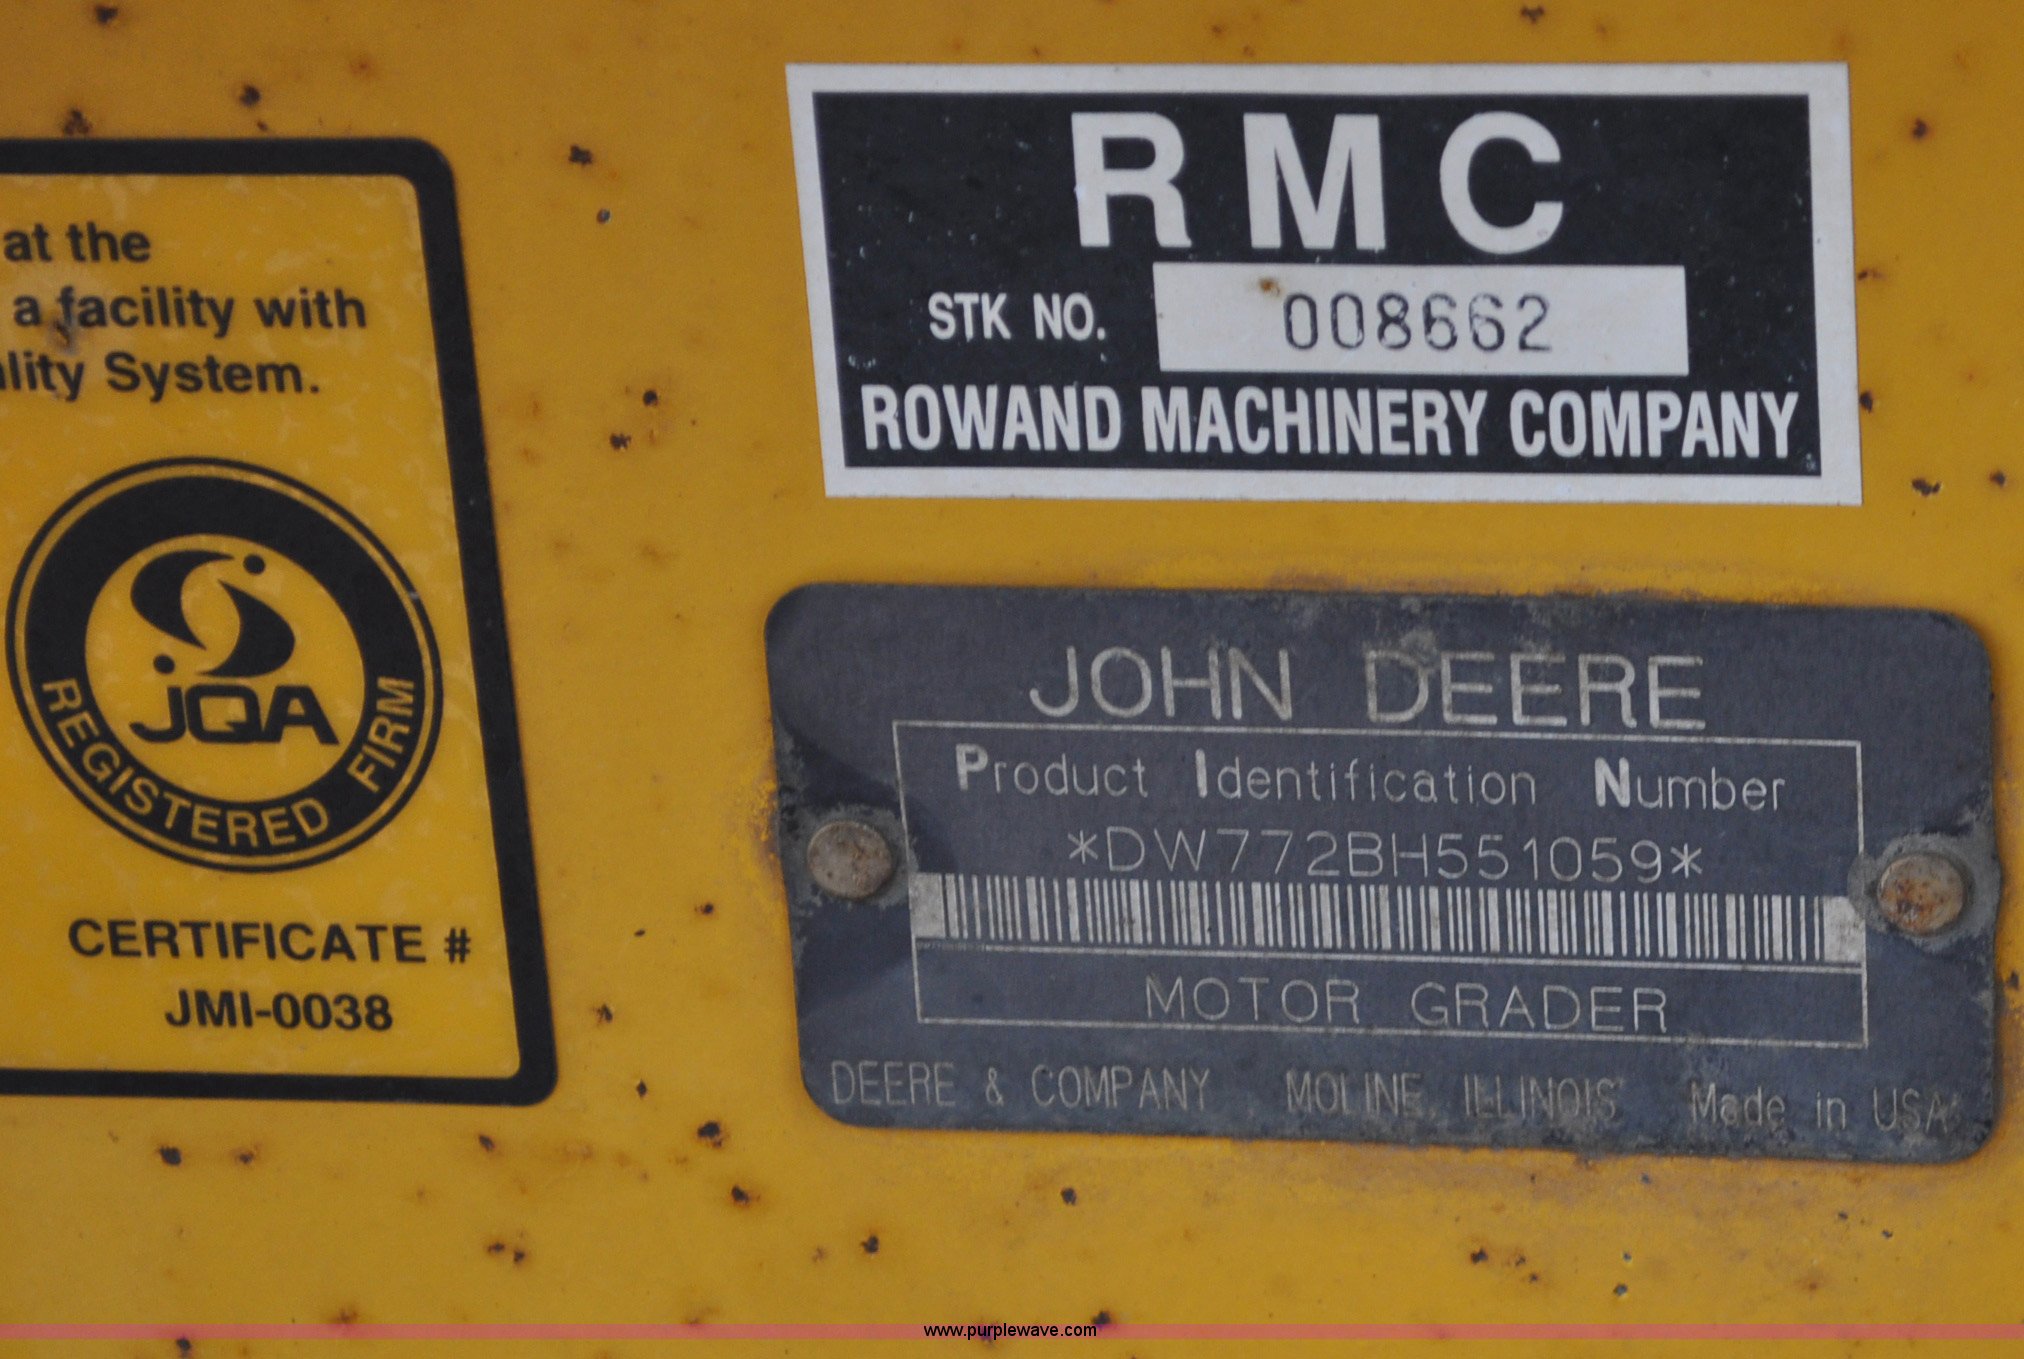 at the
a facility with
lity System.
JQA
REGISTERED FIRM
CERTIFICATE #
JMI-0038
RMC
STK NO. 008662
ROWAND MACHINERY COMPANY
JOHN DEERE
Product Identification Number
*DW772BH551059*
MOTOR GRADER
DEERE & COMPANY MOLINE, ILLINOIS Made in USA
www.purplewave.com